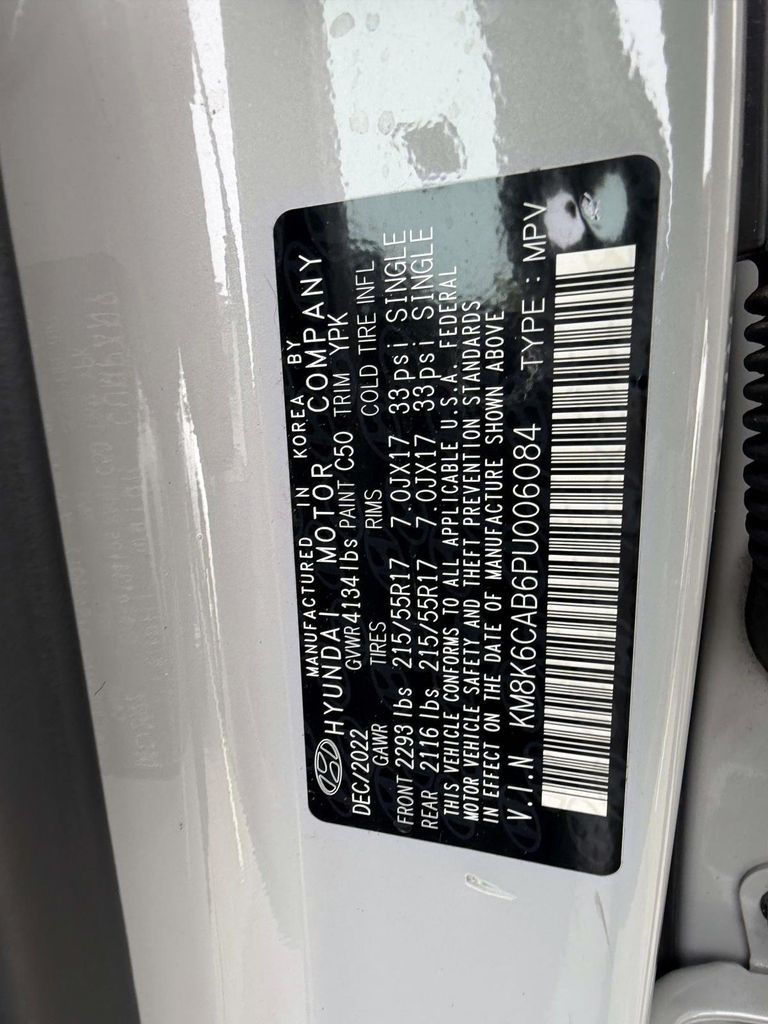 MANUFACTURED IN KOREA BY
HYUNDAI MOTOR COMPANY
DEC/2022 GVWR 4134 lbs PAINT C50 TRIM YPK
GAWR TIRES RIMS COLD TIRE INFL
FRONT 2293 lbs 215/55R17 7.0JX17 33psi SINGLE
REAR 2116 lbs 215/55R17 7.0JX17 33psi SINGLE
THIS VEHICLE CONFORMS TO ALL APPLICABLE U.S.A. FEDERAL
MOTOR VEHICLE SAFETY AND THEFT PREVENTION STANDARDS
IN EFFECT ON THE DATE OF MANUFACTURE SHOWN ABOVE
V.I.N KM8K6CAB6PU006084 TYPE : MPV